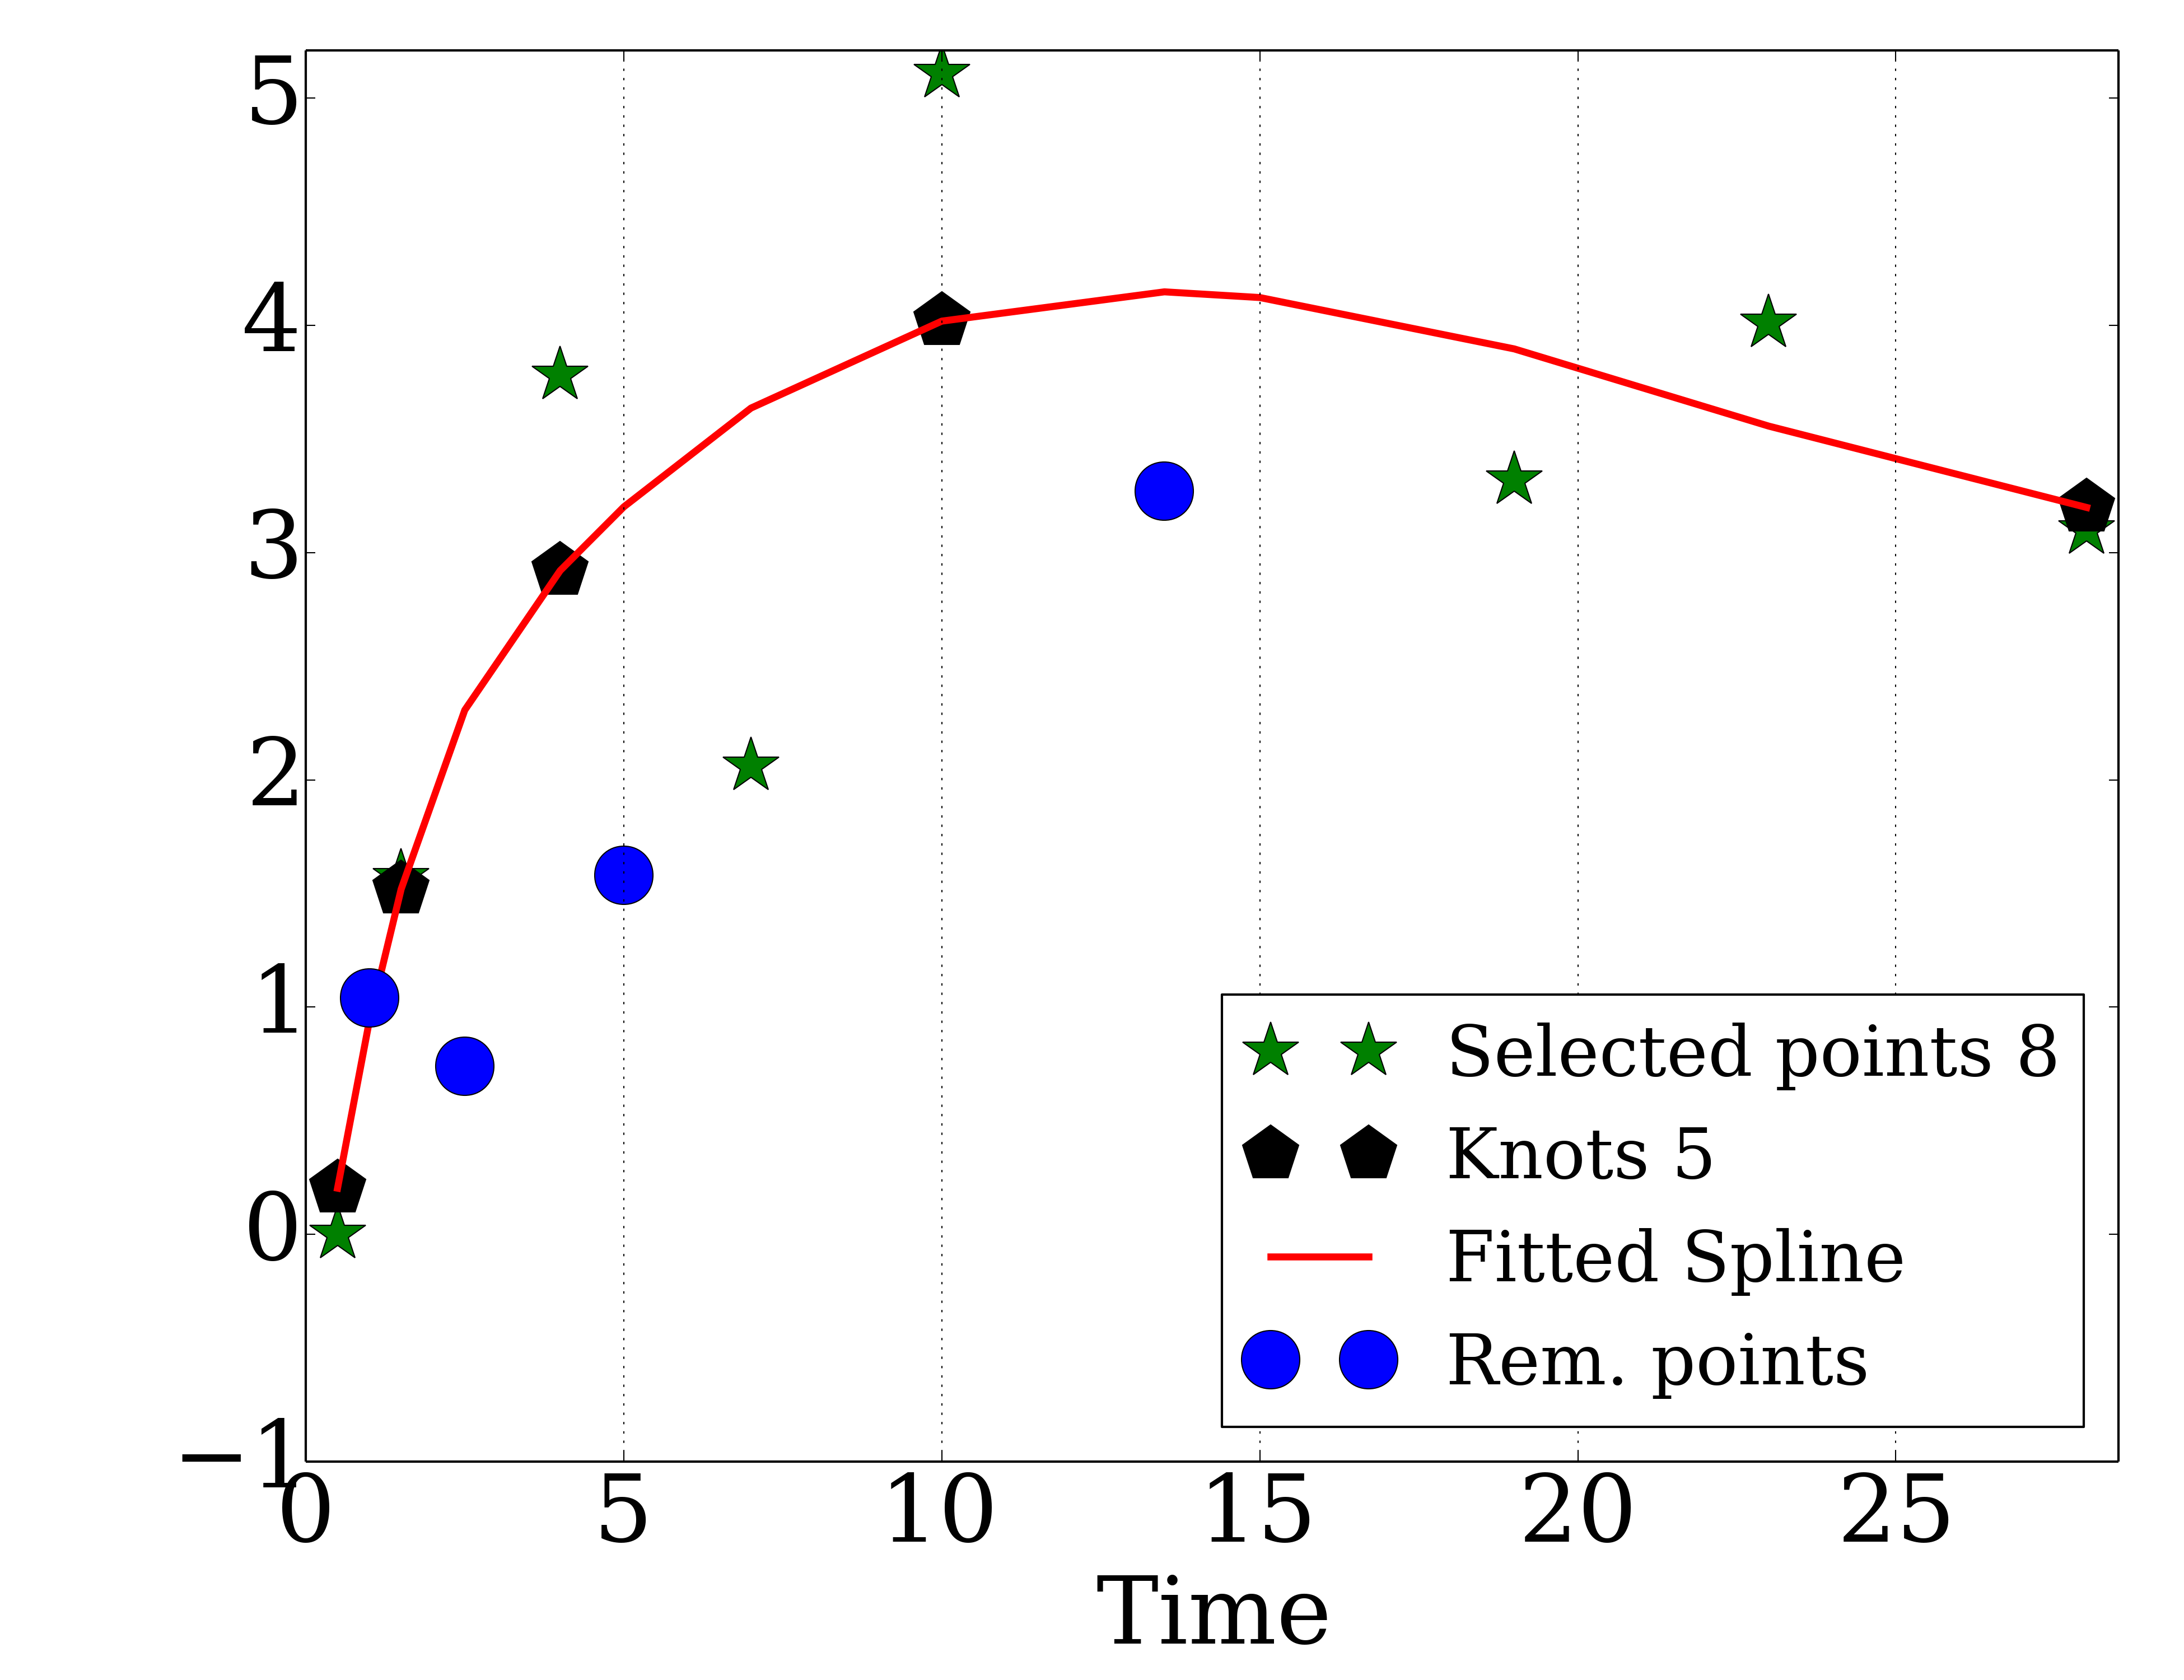 5
4
3
2
1
0
−1
Selected points 8
Knots 5
Fitted Spline
Rem. points
0 5 10 15 20 25
Time